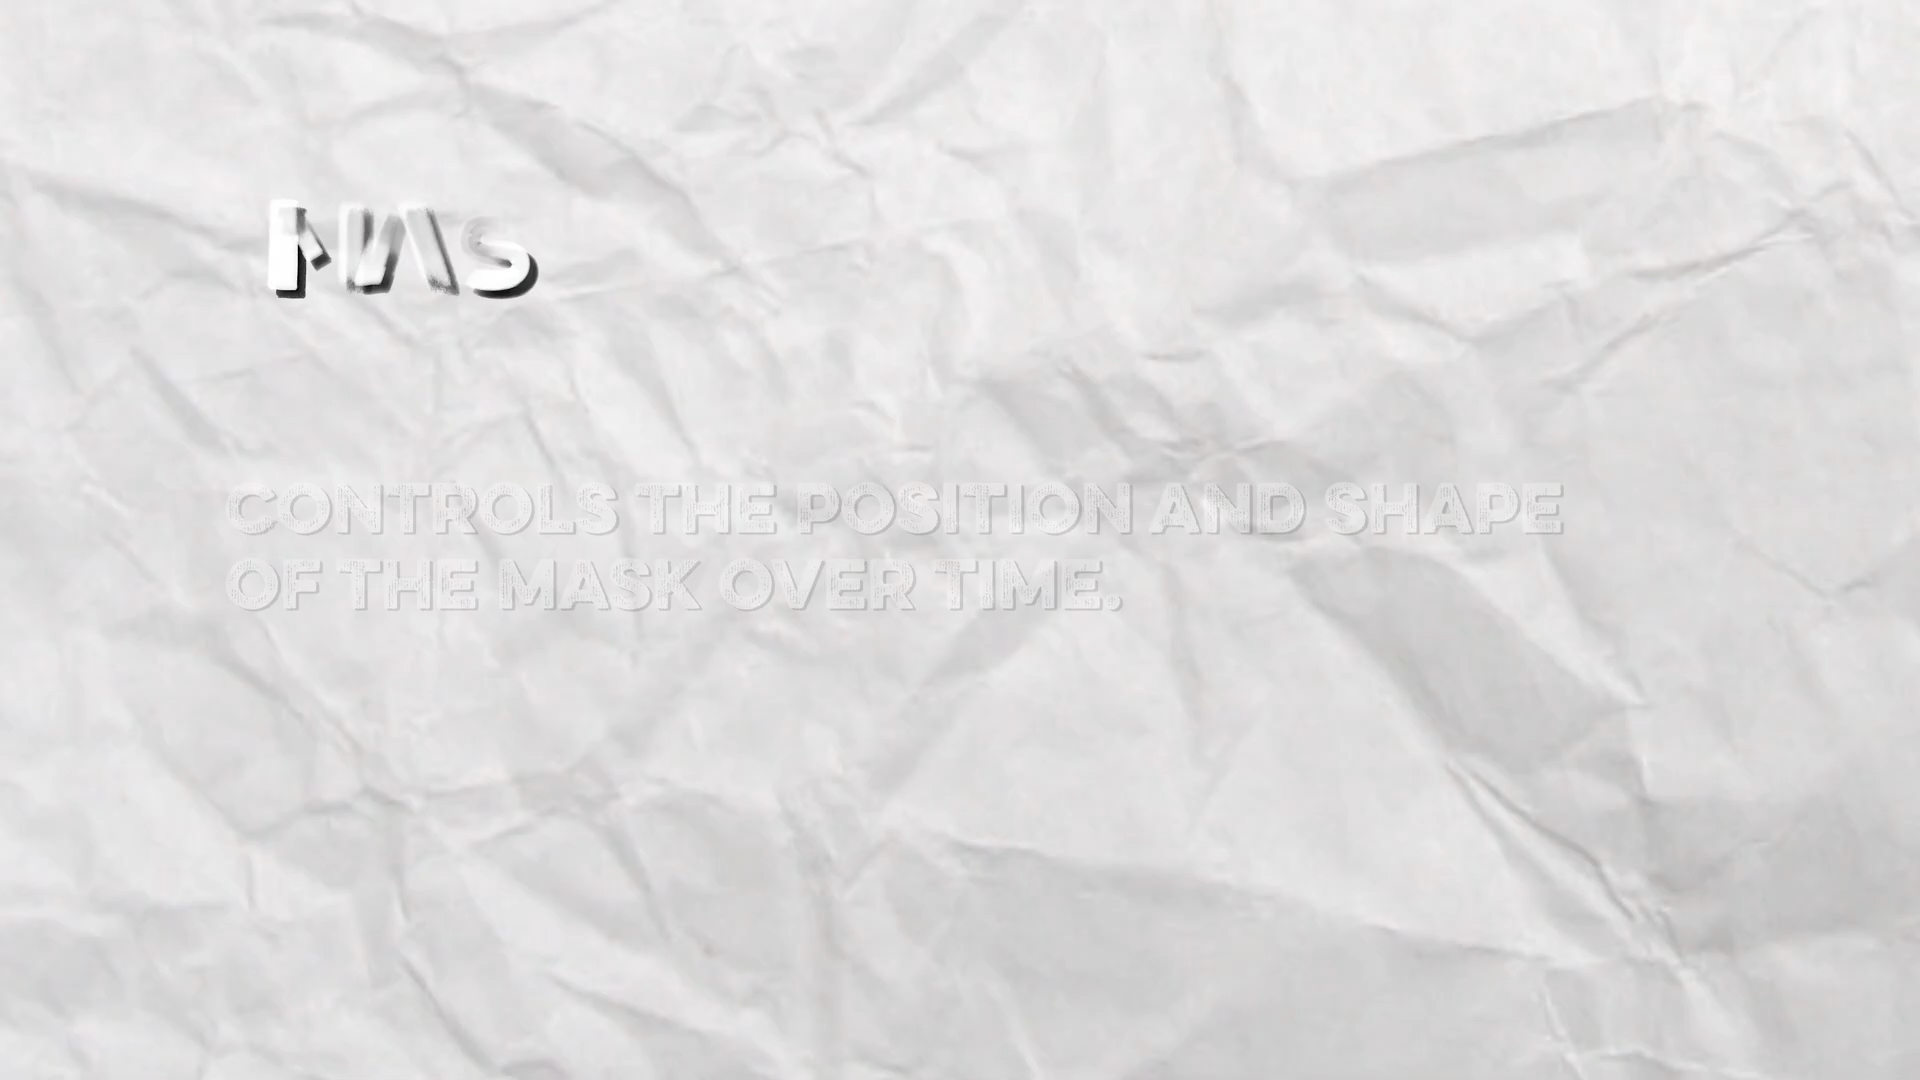 CONTROLS THE POSITION AND SHAPE
OF THE MASK OVER TIME.